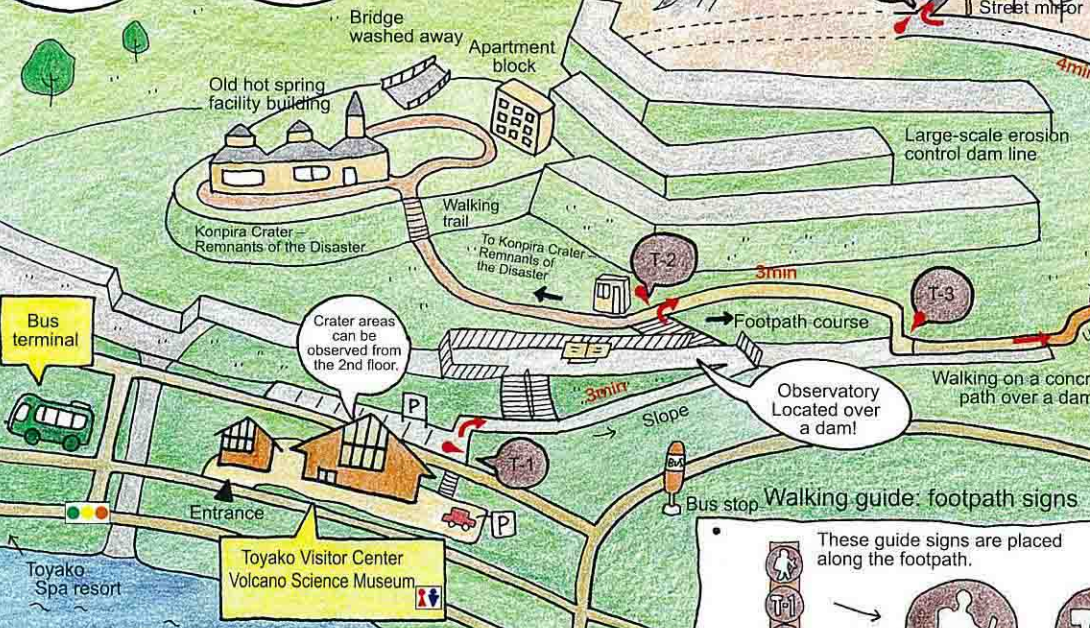 Bridge
washed away
Apartment
block
Street mirror
4min
Old hot spring
facility building
Large-scale erosion
control dam line
Walking
trail
Konpira Crater –
Remnants of the Disaster
To Konpira Crater –
Remnants of
the Disaster
T-2
3min
T-3
Footpath course
Bus
terminal
Crater areas
can be
observed from
the 2nd floor.
P
3min
Slope
Observatory
Located over
a dam!
Walking on a concr
path over a dam
T-1
BUS
Bus stop
Entrance
P
Toyako Visitor Center
Volcano Science Museum
Toyako
Spa resort
Walking guide: footpath signs
These guide signs are placed
along the footpath.
T-1